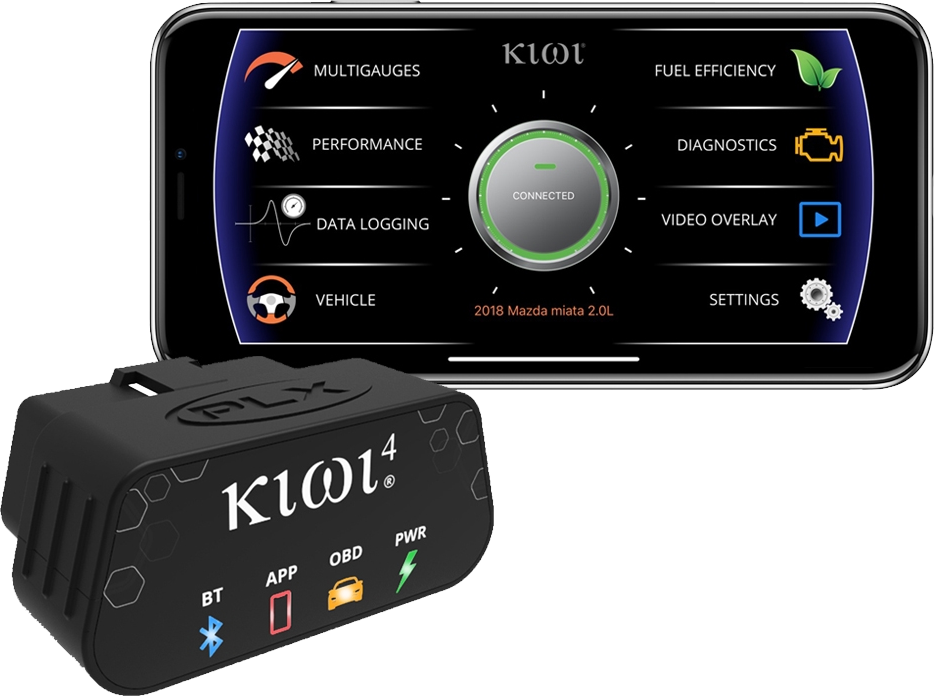 KIWI®
MULTIGAUGES
FUEL EFFICIENCY
PERFORMANCE
DIAGNOSTICS
CONNECTED
DATA LOGGING
VIDEO OVERLAY
VEHICLE
SETTINGS
2018 Mazda miata 2.0L
PLX
KIWI 4®
BT
APP
OBD
PWR